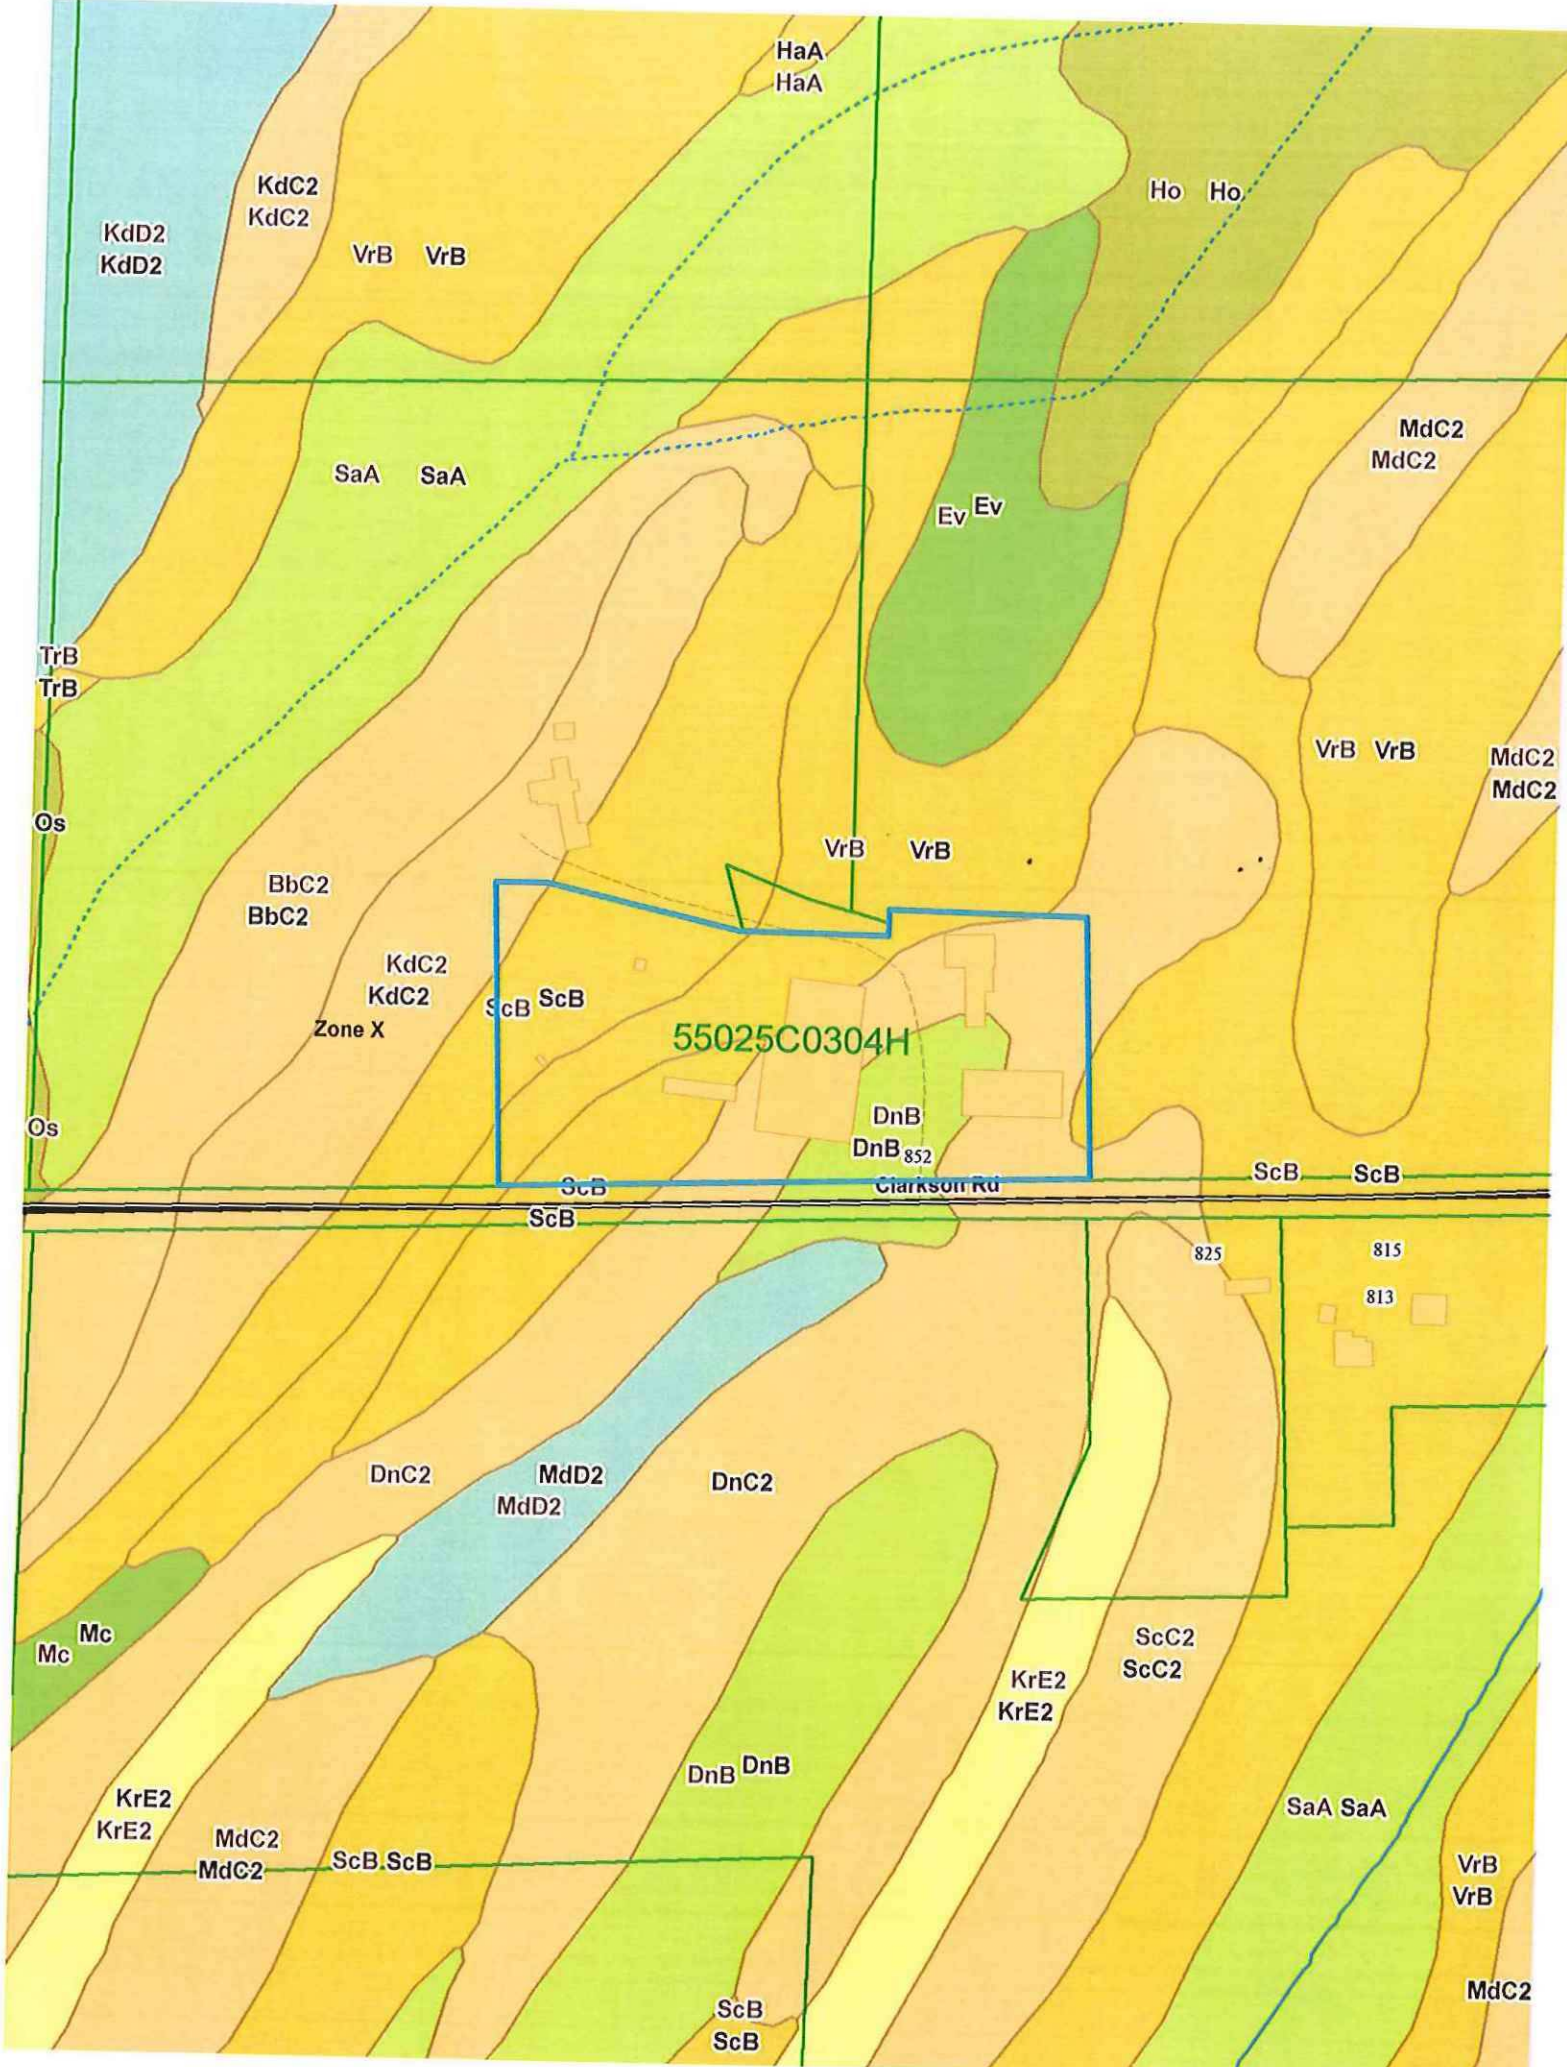 HaA
HaA
KdC2
KdC2
Ho Ho
KdD2
KdD2
VrB VrB
MdC2
MdC2
SaA SaA
Ev Ev
TrB
TrB
VrB VrB
MdC2
MdC2
Os
VrB VrB
BbC2
BbC2
KdC2
KdC2
ScB ScB
Zone X
55025C0304H
DnB
DnB 852
Os
ScB ScB
ScB
Clarkson Rd
ScB
825
815
813
DnC2
MdD2
MdD2
DnC2
Mc Mc
ScC2
ScC2
KrE2
KrE2
DnB DnB
KrE2
KrE2
SaA SaA
MdC2
MdC2
ScB ScB
VrB
VrB
MdC2
ScB
ScB